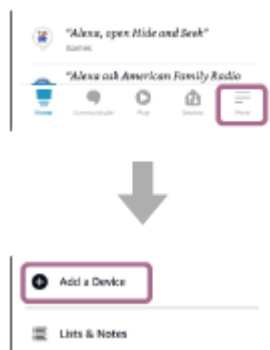 "Alexa, open Hide and Seek"
Games
"Alexa ask American Family Radio
Home
Communicate
Play
Devices
More
Add a Device
Lists & Notes